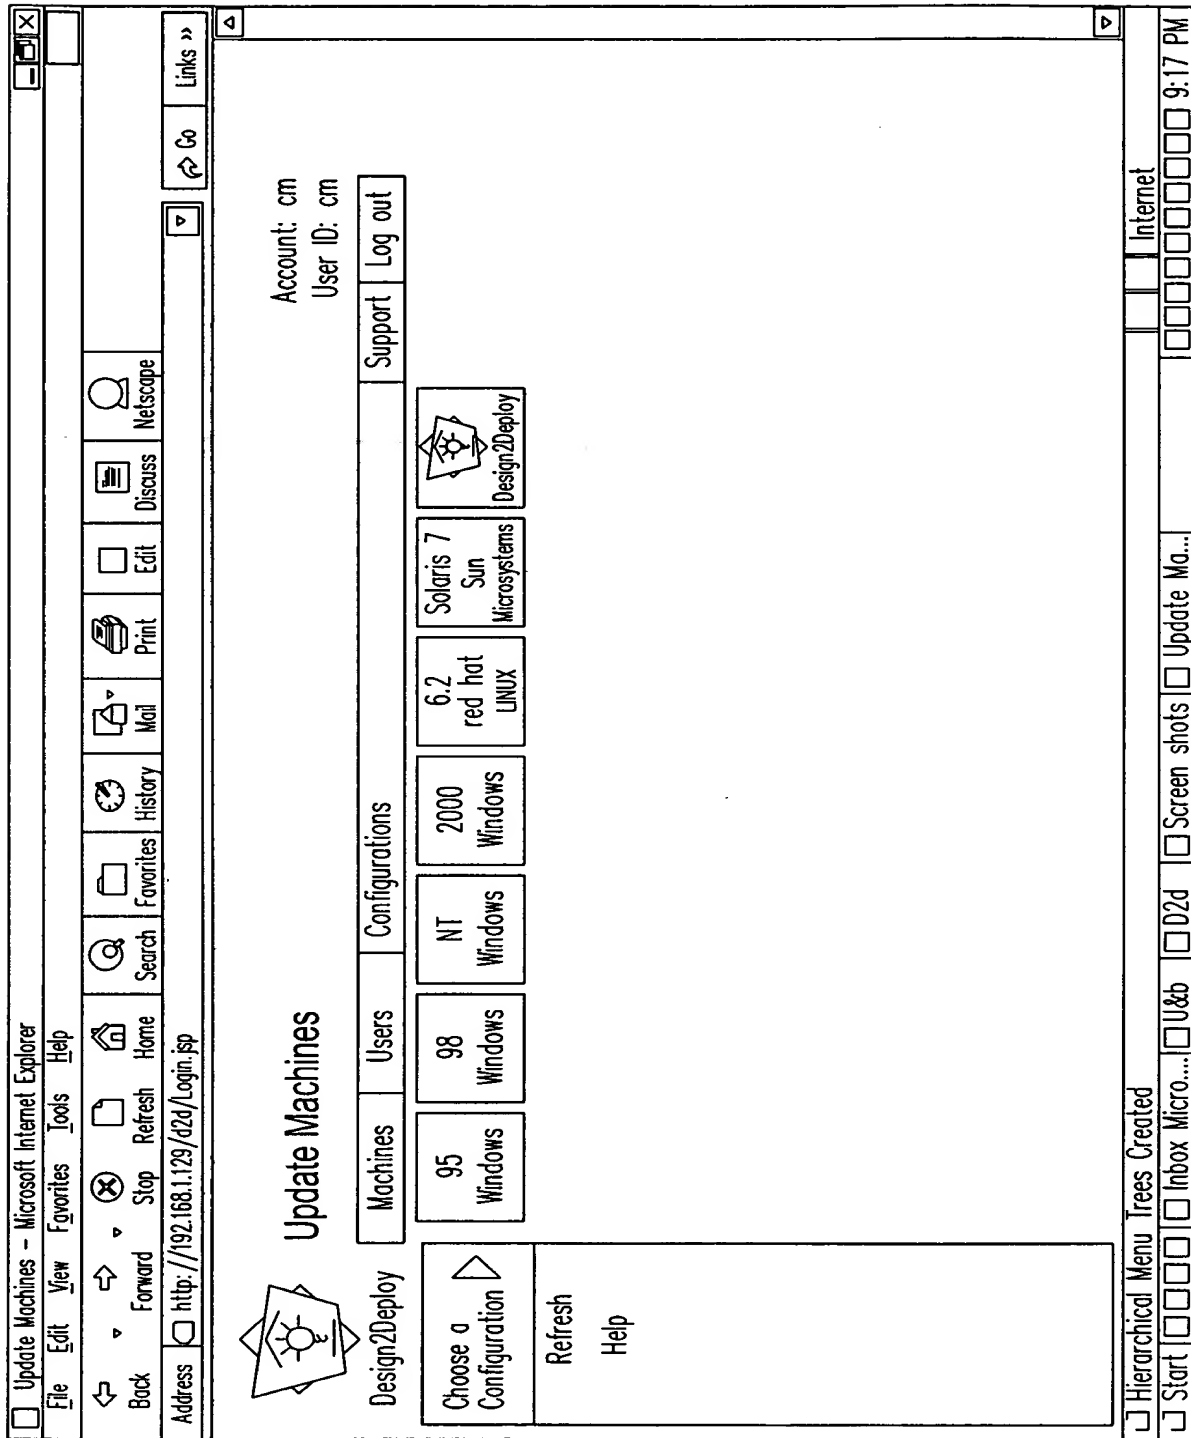 Update Machines – Microsoft Internet Explorer
File Edit View Favorites Tools Help
Back Forward Stop Refresh Home Search Favorites History Mail Print Edit Discuss Netscape
Address http: //192.168.1.129/d2d/Login.jsp Go Links »
Design2Deploy
Update Machines
Account: cm
User ID: cm
Machines Users Configurations Support Log out
Choose a
Configuration
95
Windows
98
Windows
NT
Windows
2000
Windows
6.2
red hat
LINUX
Solaris 7
Sun
Microsystems
Design2Deploy
Refresh
Help
Hierarchical Menu Trees Created Internet
Start Inbox Micro.... U&b D2d Screen shots Update Ma... 9:17 PM